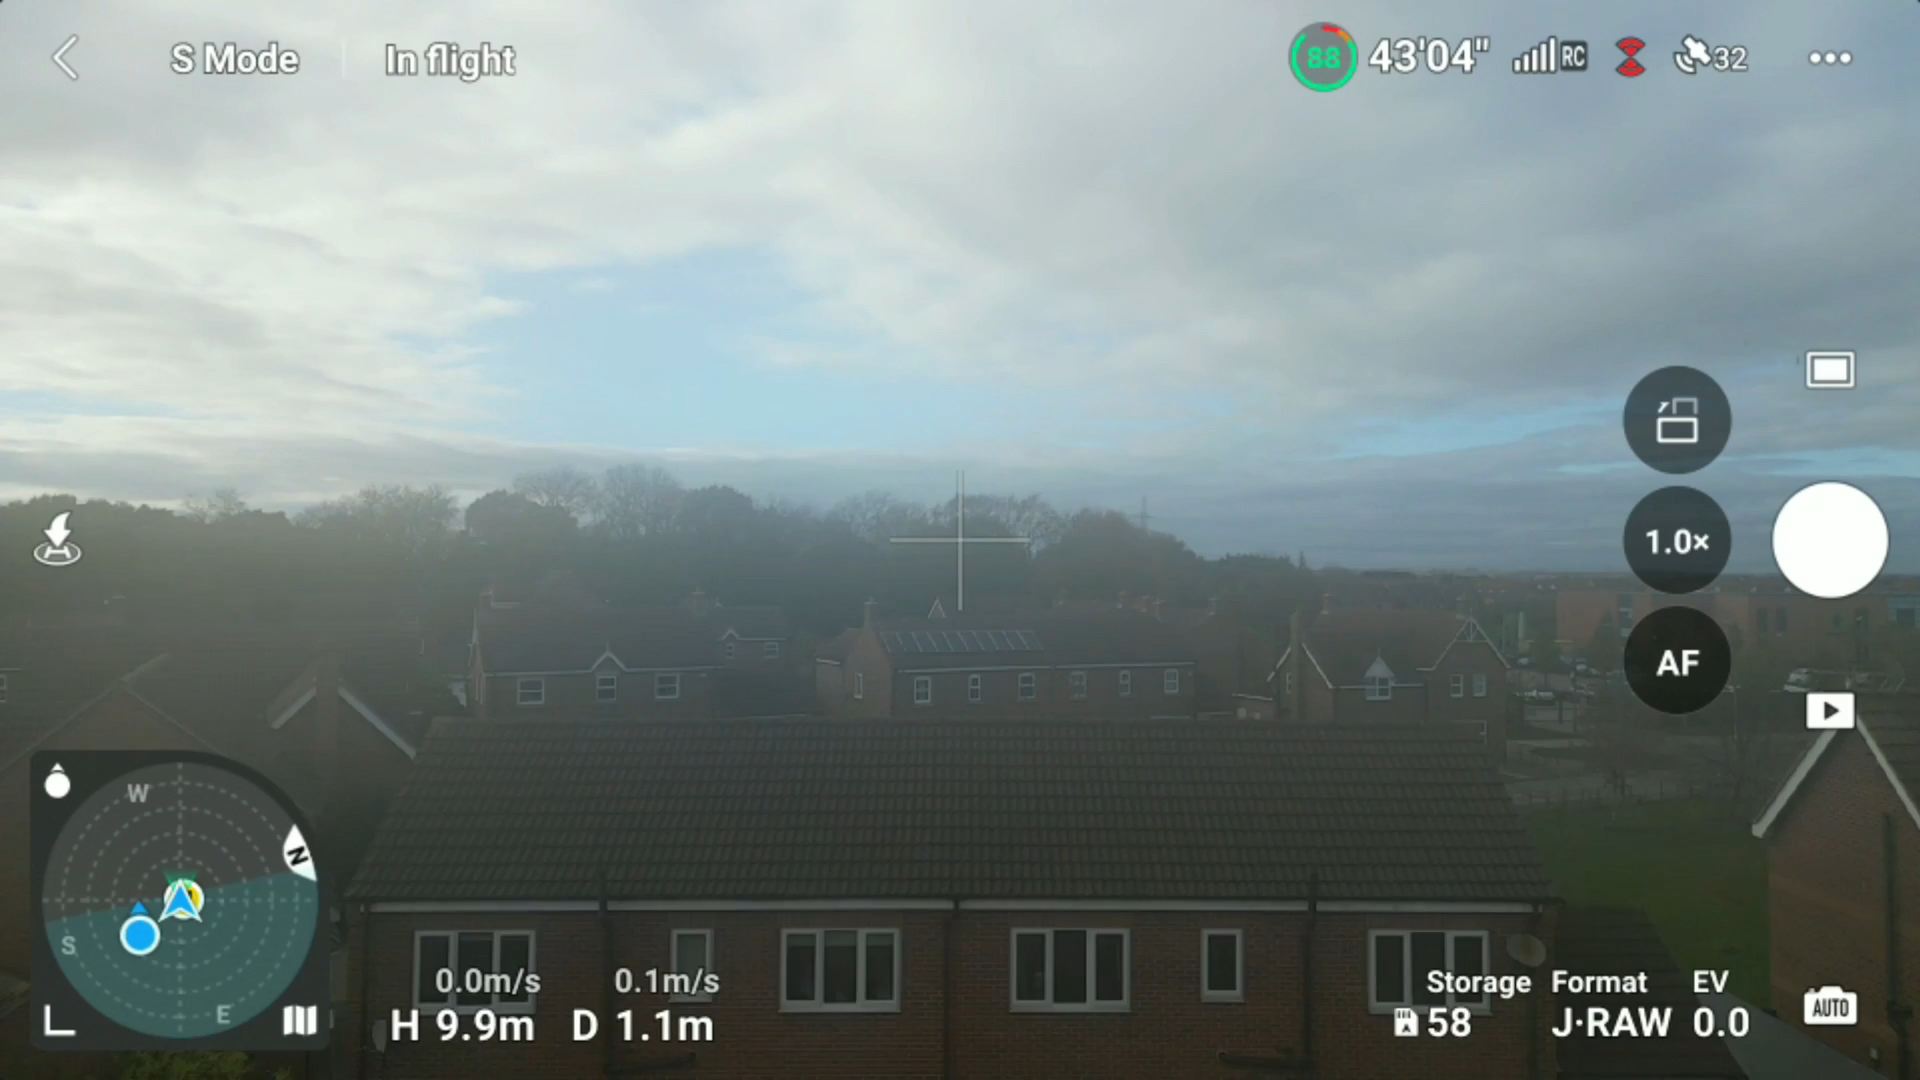 S Mode In flight 88 43'04" RC 32
1.0×
AF
W
N
S
E
0.0m/s 0.1m/s
H 9.9m D 1.1m
Storage Format EV
58 J·RAW 0.0
AUTO